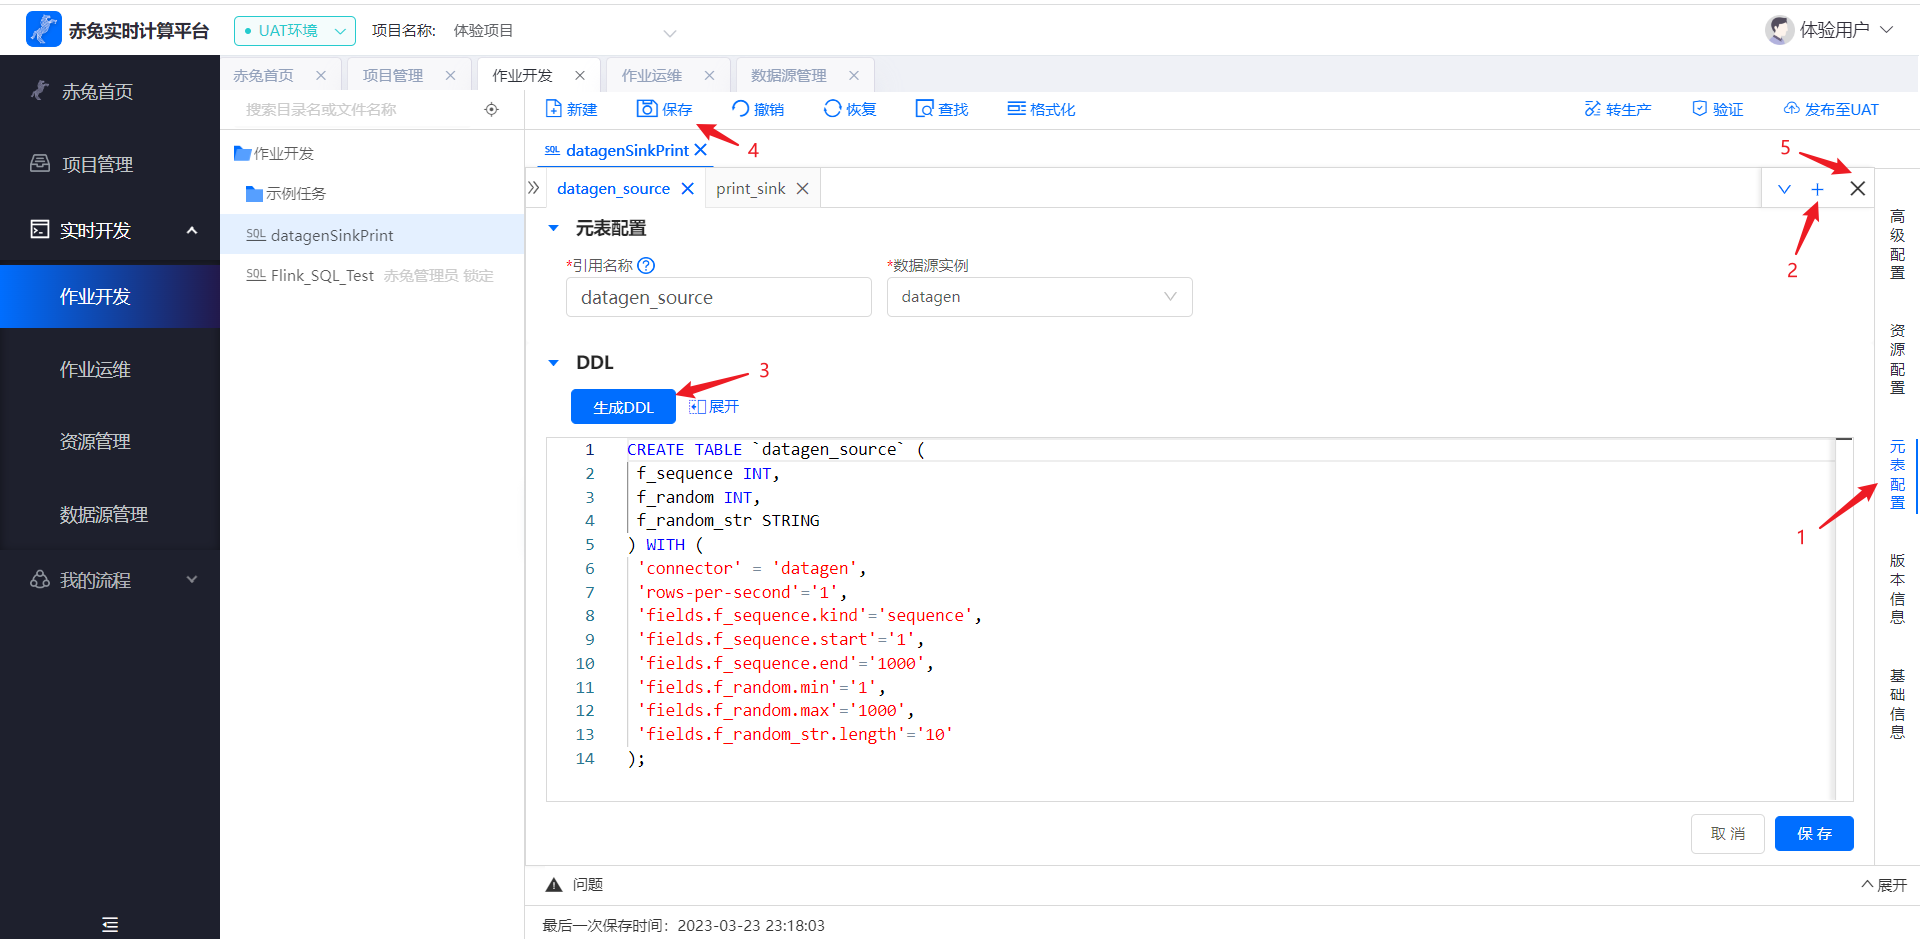 赤兔实时计算平台
UAT环境
项目名称:
体验项目
体验用户
赤兔首页
项目管理
作业开发
作业运维
数据源管理
赤兔首页
项目管理
实时开发
作业开发
作业运维
资源管理
数据源管理
我的流程
搜索目录名或文件名称
作业开发
示例任务
SQL datagenSinkPrint
SQL Flink_SQL_Test 赤兔管理员 锁定
新建
保存
撤销
恢复
查找
格式化
转生产
验证
发布至UAT
4
5
SQL datagenSinkPrint
datagen_source
print_sink
2
元表配置
*引用名称
*数据源实例
datagen_source
datagen
DDL
3
生成DDL
展开
1 CREATE TABLE `datagen_source` (
2 f_sequence INT,
3 f_random INT,
4 f_random_str STRING
5 ) WITH (
6 'connector' = 'datagen',
7 'rows-per-second'='1',
8 'fields.f_sequence.kind'='sequence',
9 'fields.f_sequence.start'='1',
10 'fields.f_sequence.end'='1000',
11 'fields.f_random.min'='1',
12 'fields.f_random.max'='1000',
13 'fields.f_random_str.length'='10'
14 );
取 消
保 存
高级配置
资源配置
元表配置
1
版本信息
基础信息
问题
展开
最后一次保存时间：2023-03-23 23:18:03